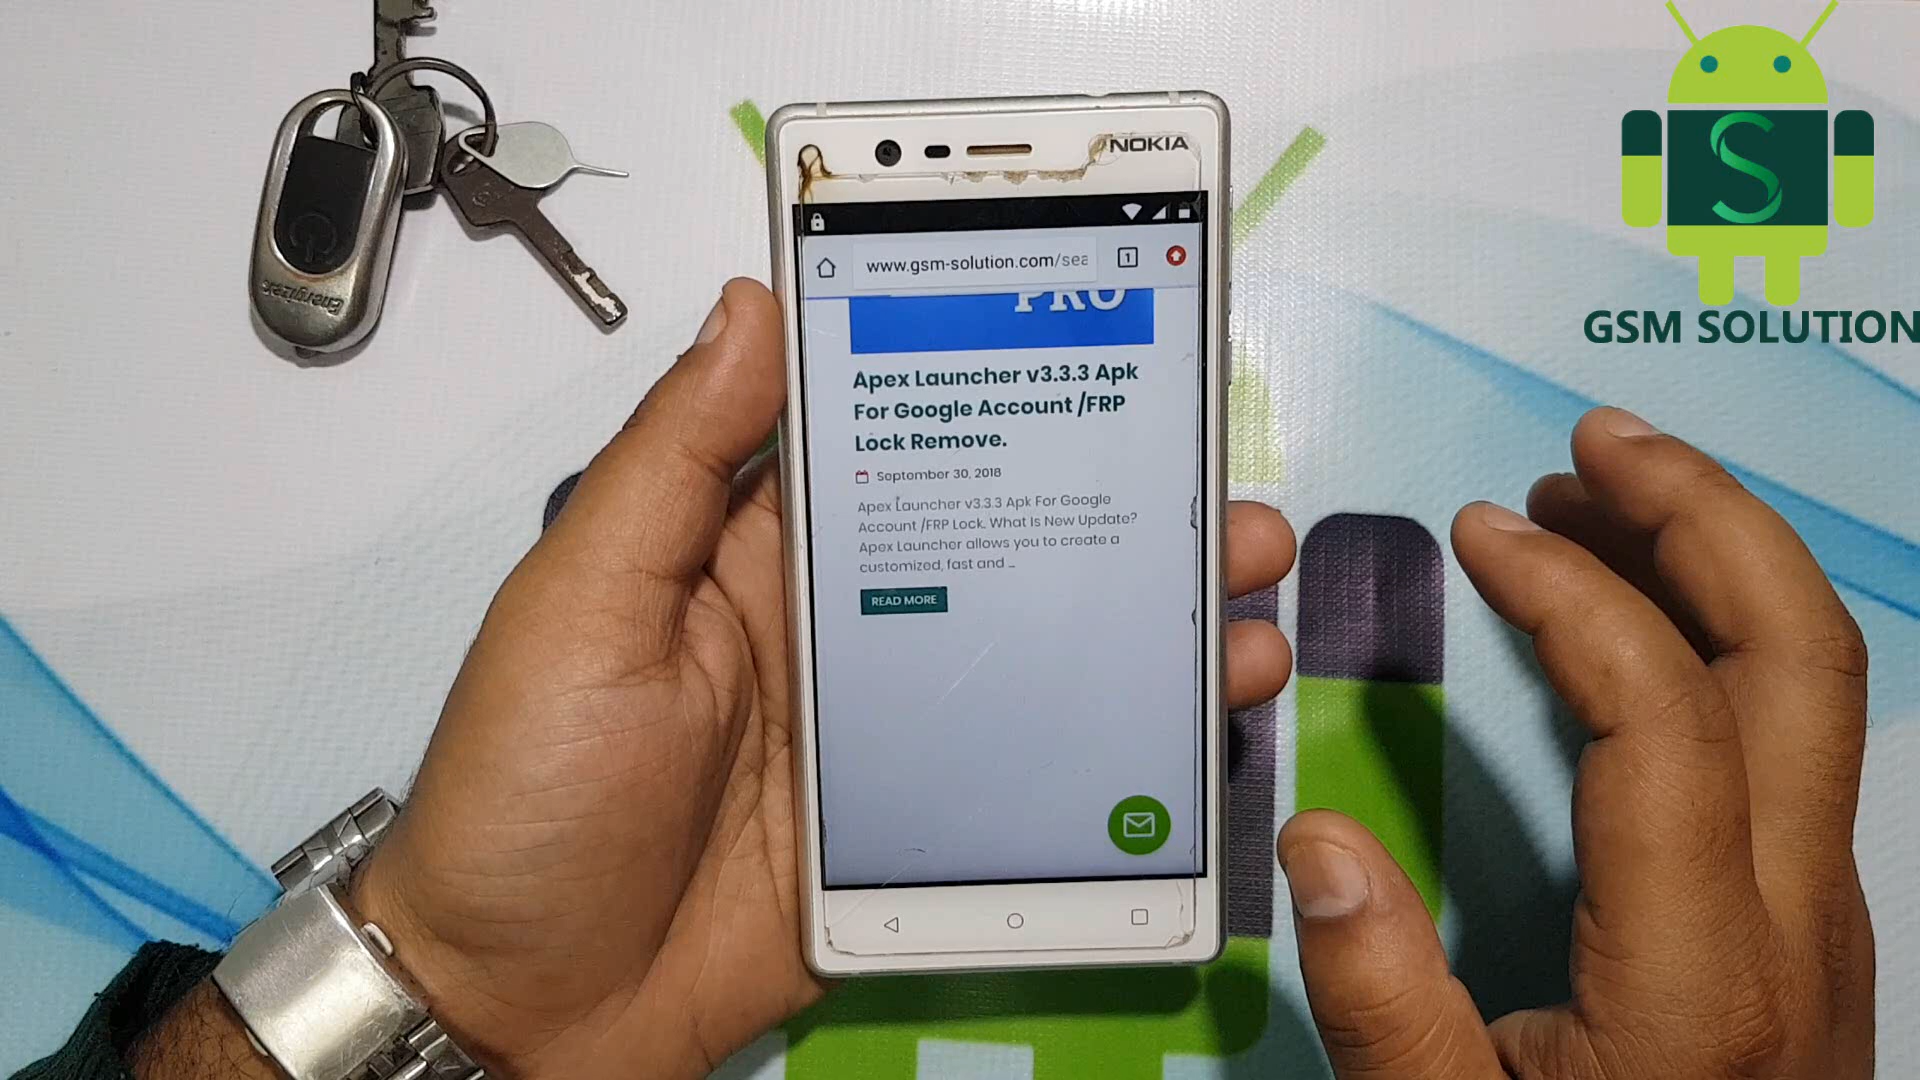 NOKIA
www.gsm-solution.com/sea
1
PRO
Apex Launcher v3.3.3 Apk
For Google Account /FRP
Lock Remove.
September 30, 2018
Apex Launcher v3.3.3 Apk For Google
Account /FRP Lock. What Is New Update?
Apex Launcher allows you to create a
customized, fast and ...
READ MORE
S
GSM SOLUTION
Energizer